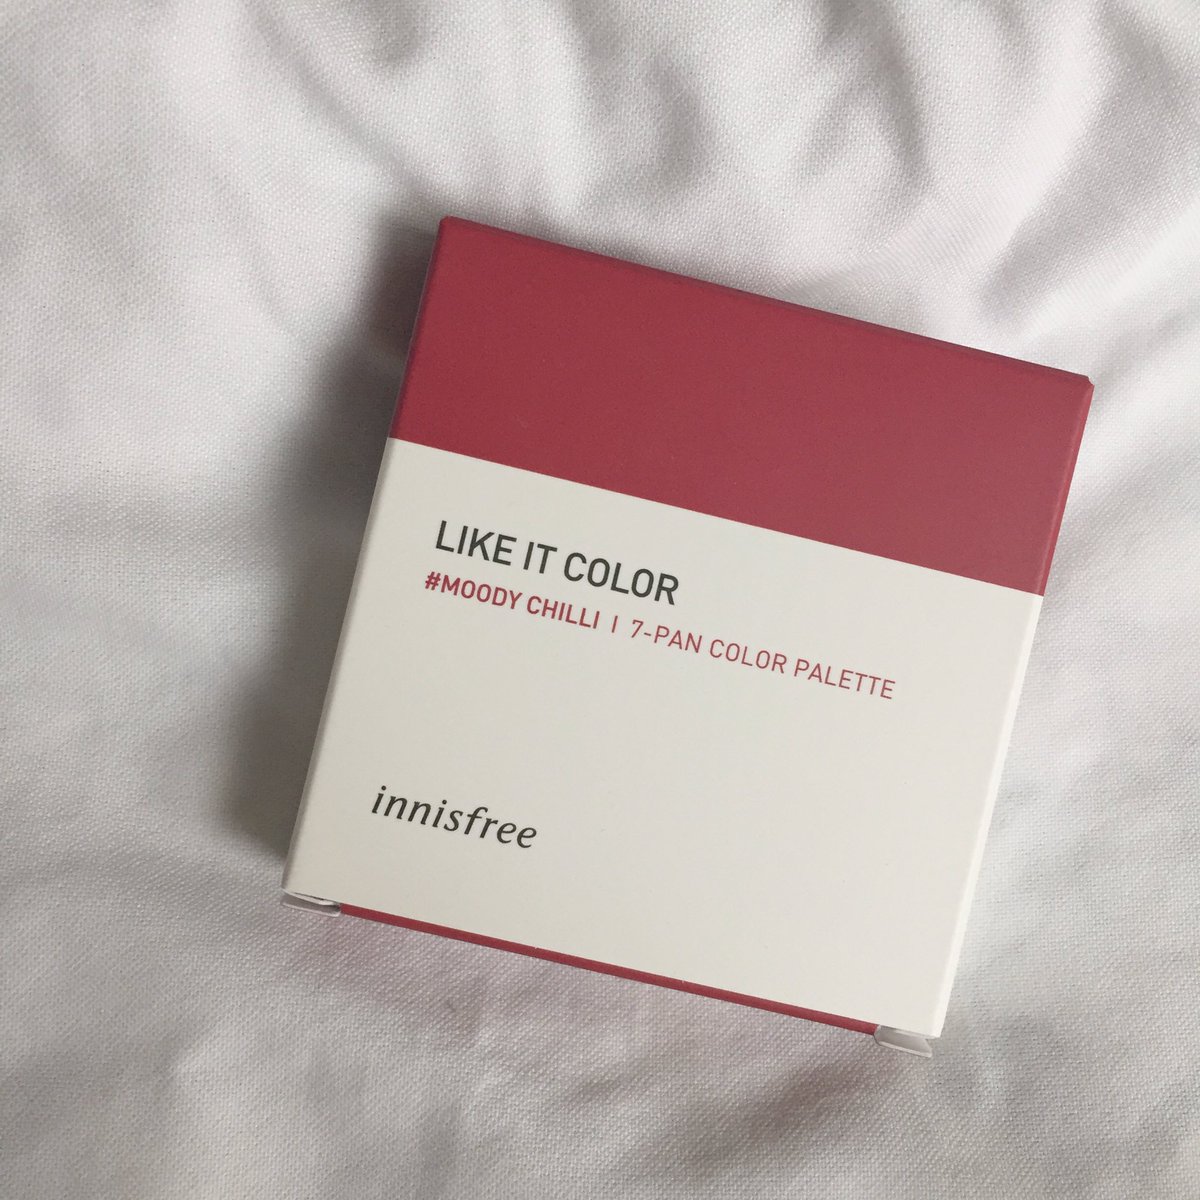 LIKE IT COLOR
#MOODY CHILLI I 7-PAN COLOR PALETTE
innisfree